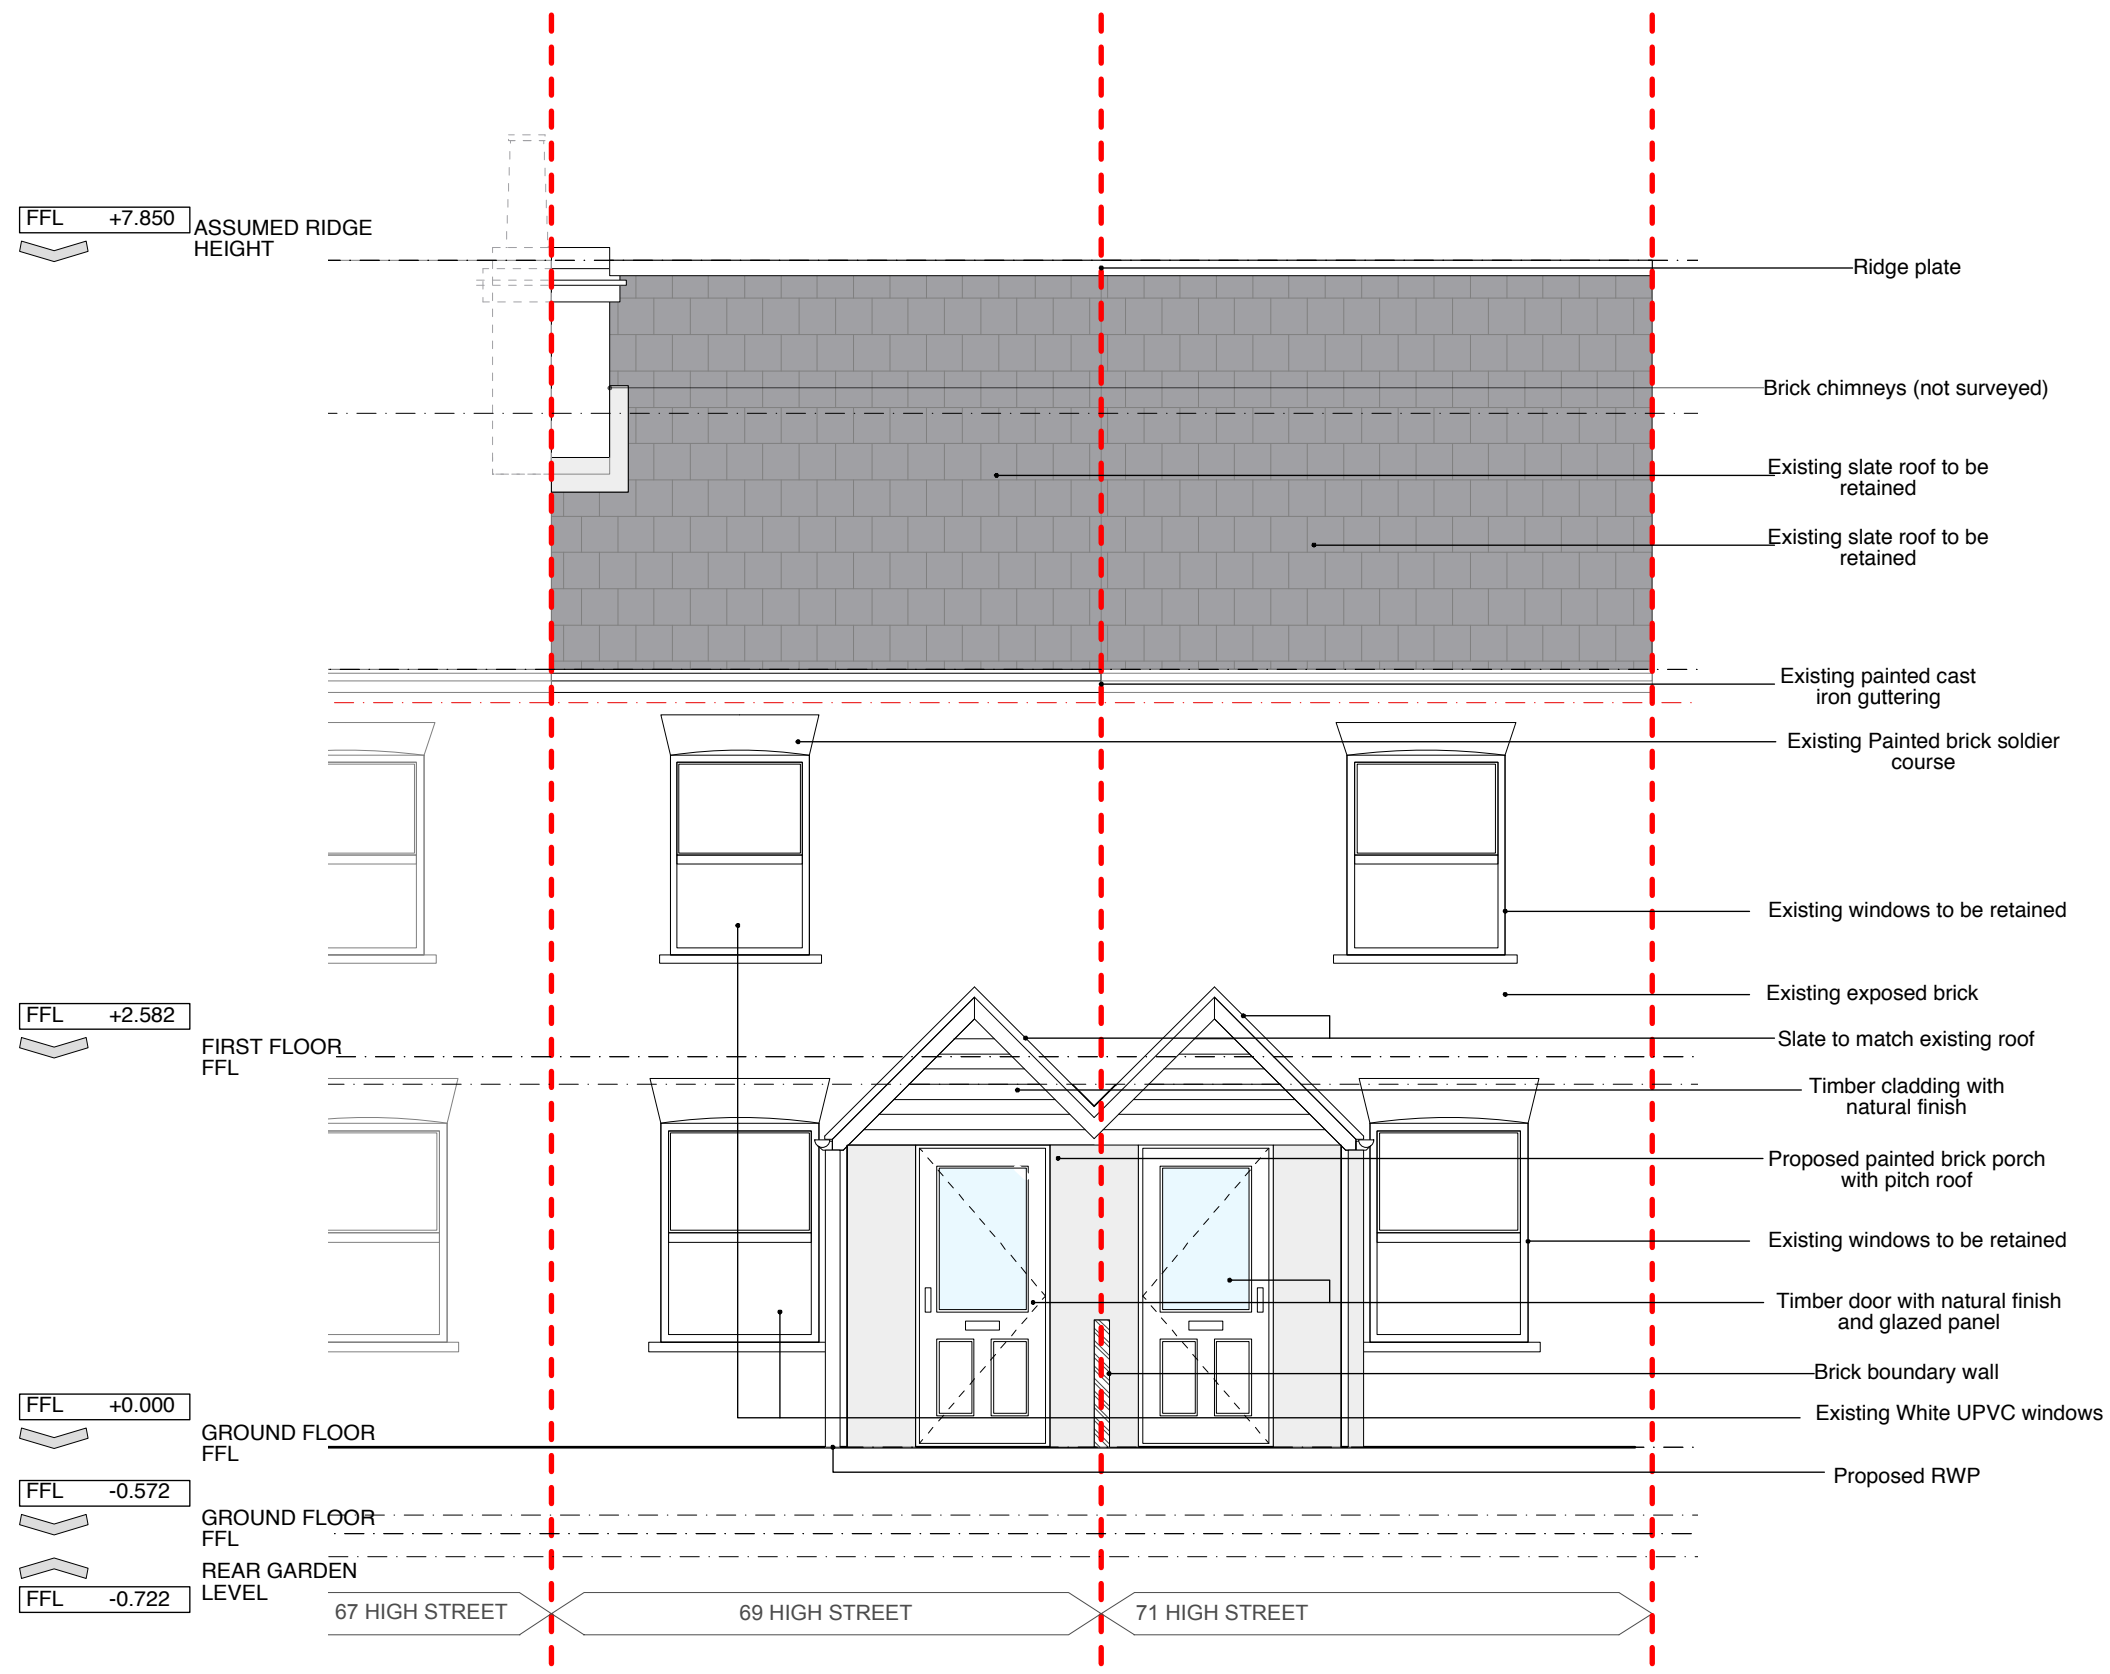 FFL +7.850
ASSUMED RIDGE
HEIGHT
Ridge plate
Brick chimneys (not surveyed)
Existing slate roof to be
retained
Existing slate roof to be
retained
Existing painted cast
iron guttering
Existing Painted brick soldier
course
Existing windows to be retained
Existing exposed brick
FFL +2.582
FIRST FLOOR
FFL
Slate to match existing roof
Timber cladding with
natural finish
Proposed painted brick porch
with pitch roof
Existing windows to be retained
Timber door with natural finish
and glazed panel
Brick boundary wall
FFL +0.000
GROUND FLOOR
FFL
Existing White UPVC windows
Proposed RWP
FFL -0.572
GROUND FLOOR
FFL
REAR GARDEN
LEVEL
FFL -0.722
67 HIGH STREET
69 HIGH STREET
71 HIGH STREET